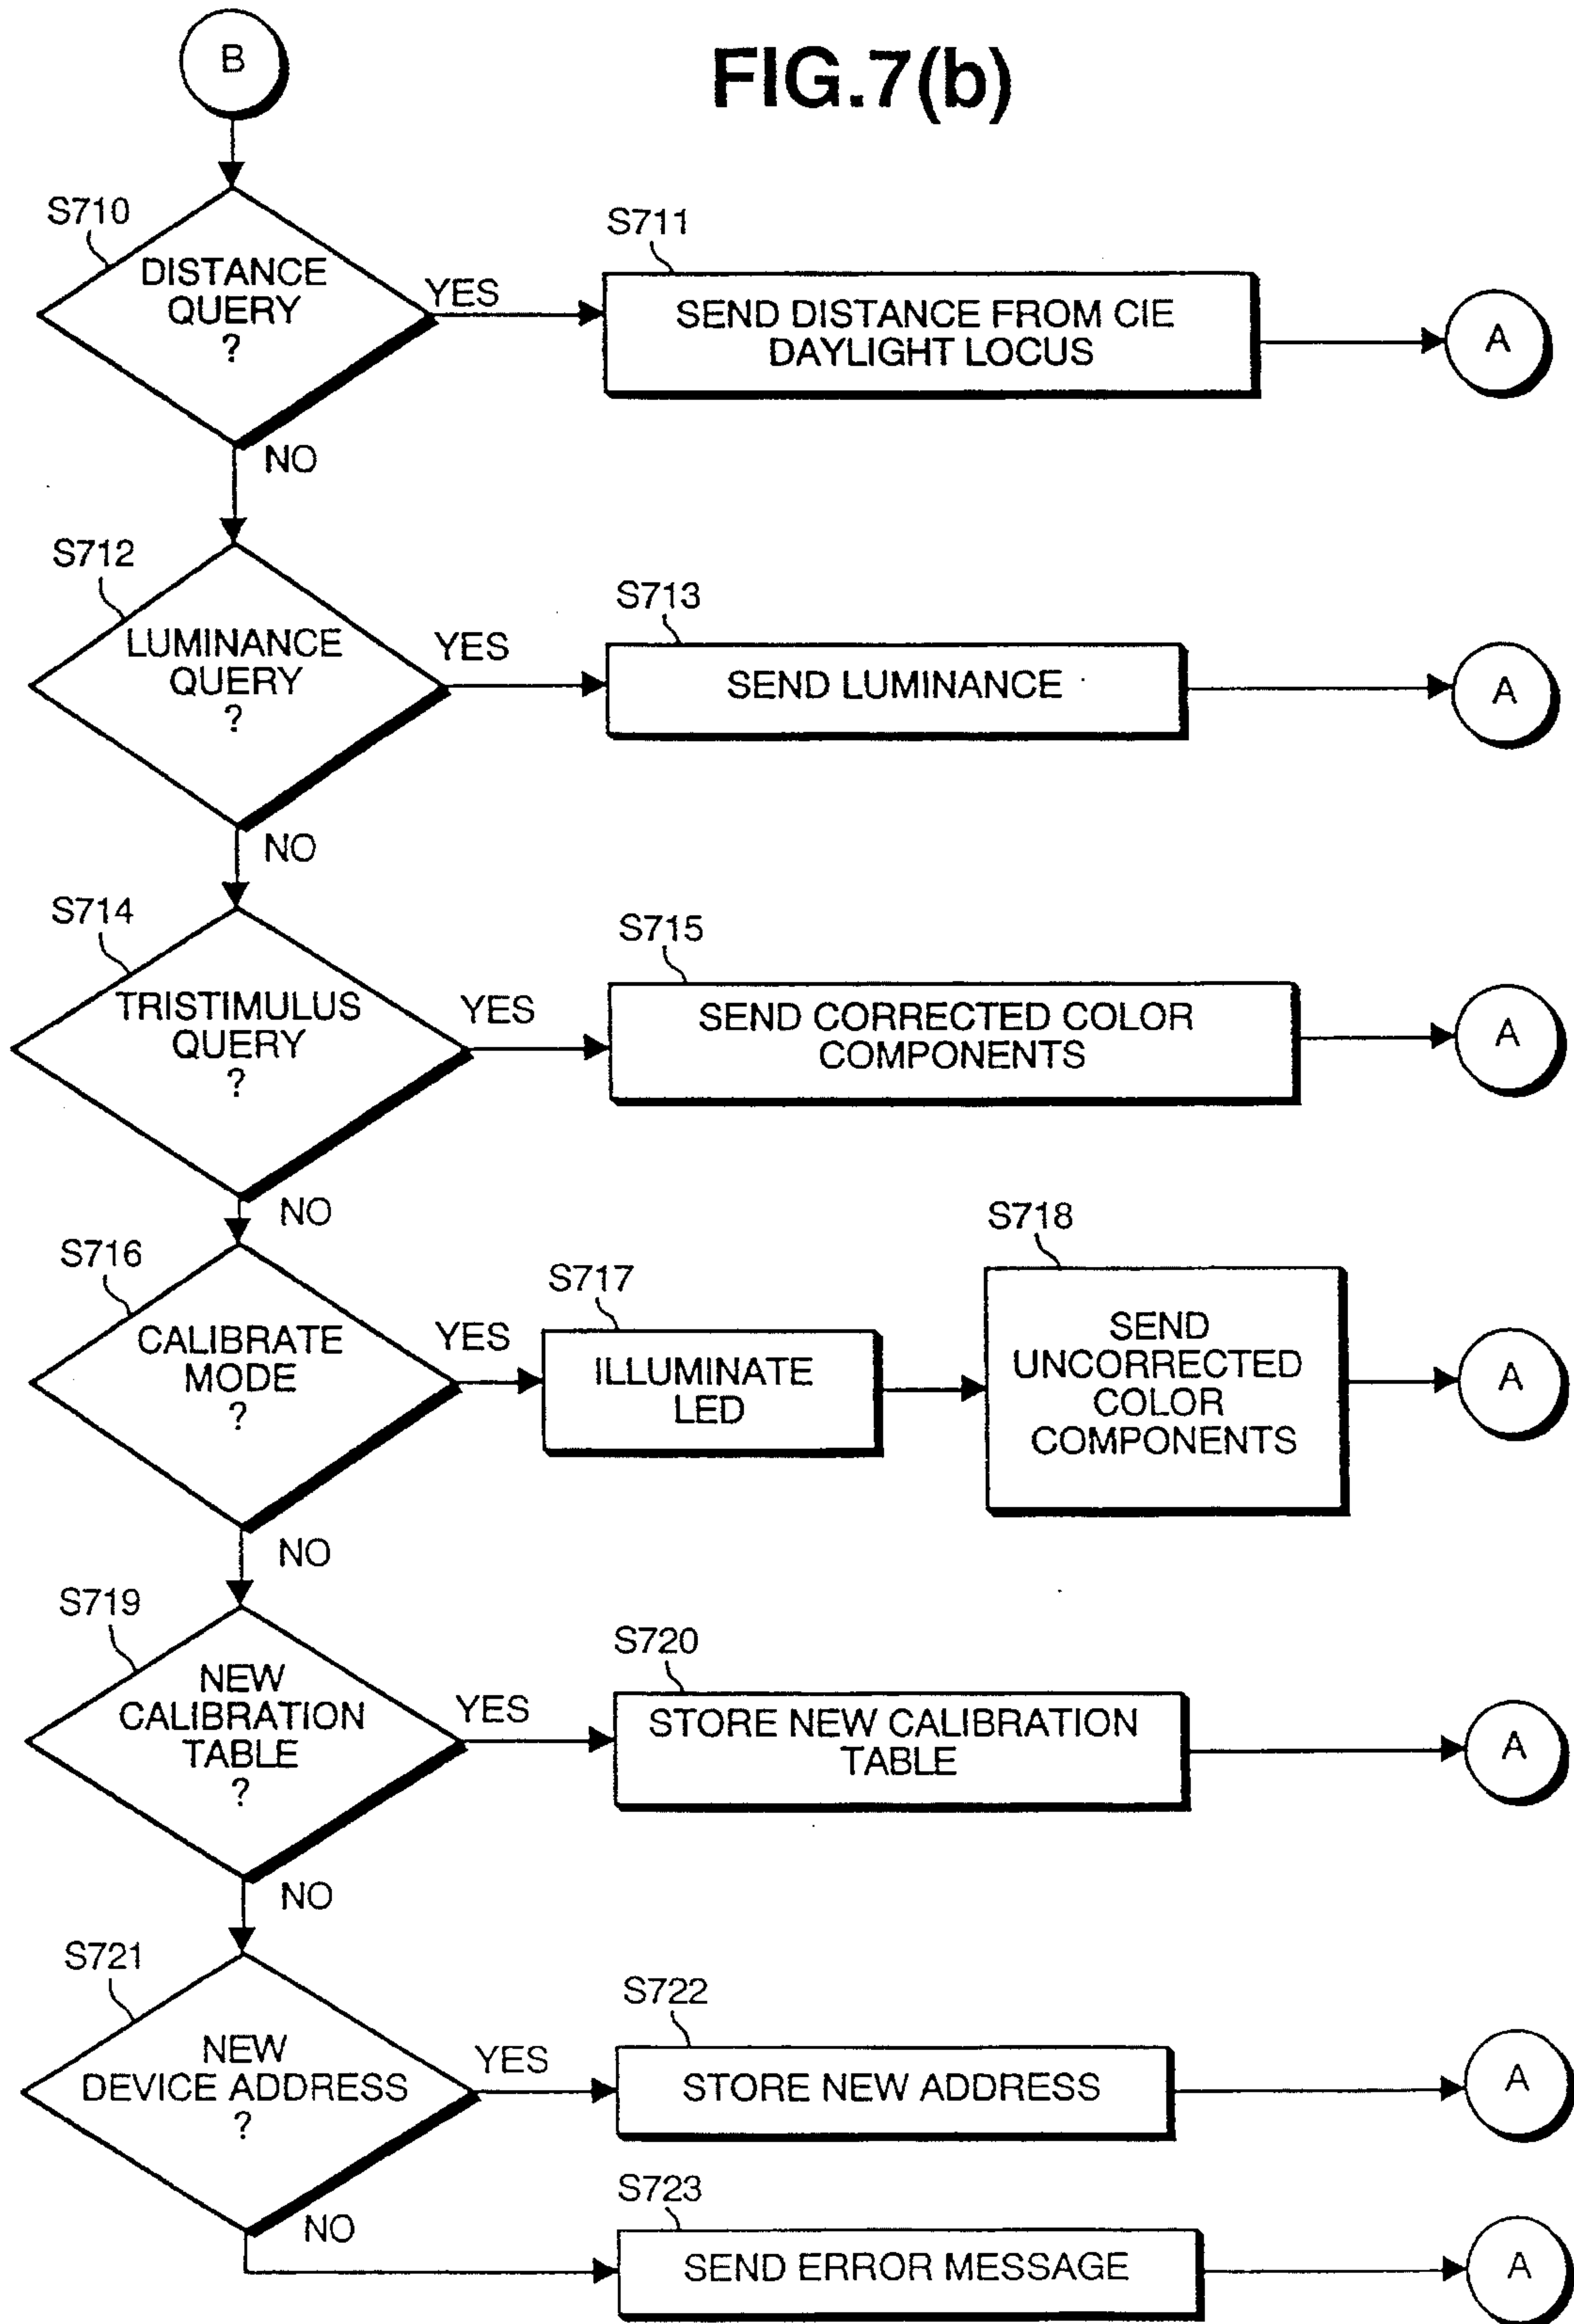 B
FIG.7(b)
S710
DISTANCE
QUERY
?
YES
NO
S711
SEND DISTANCE FROM CIE
DAYLIGHT LOCUS
A
S712
LUMINANCE
QUERY
?
YES
NO
S713
SEND LUMINANCE
A
S714
TRISTIMULUS
QUERY
?
YES
NO
S715
SEND CORRECTED COLOR
COMPONENTS
A
S716
CALIBRATE
MODE
?
YES
NO
S717
ILLUMINATE
LED
S718
SEND
UNCORRECTED
COLOR
COMPONENTS
A
S719
NEW
CALIBRATION
TABLE
?
YES
NO
S720
STORE NEW CALIBRATION
TABLE
A
S721
NEW
DEVICE ADDRESS
?
YES
NO
S722
STORE NEW ADDRESS
A
S723
SEND ERROR MESSAGE
A